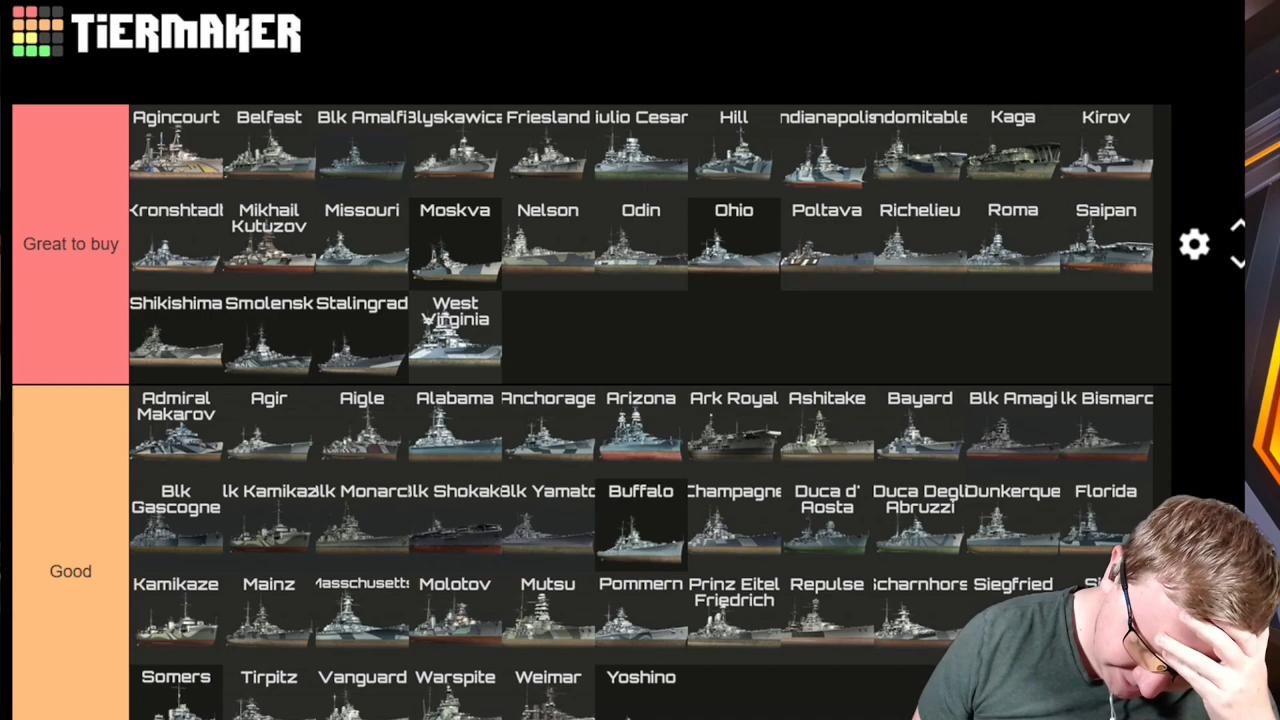 TIERMAKER
Great to buy
Agincourt Belfast Blk Amalfi Blyskawica Friesland iulio Cesar Hill ndianapolis ndomitable Kaga Kirov
Kronshtadt Mikhail Kutuzov Missouri Moskva Nelson Odin Ohio Poltava Richelieu Roma Saipan
Shikishima Smolensk Stalingrad West Virginia
Good
Admiral Makarov Agir Aigle Alabama Anchorage Arizona Ark Royal Ashitake Bayard Blk Amagi lk Bismarc
Blk Gascogne lk Kamikaz lk Monarc lk Shokak Blk Yamato Buffalo Champagne Duca d' Aosta Duca Degli Abruzzi Dunkerque Florida
Kamikaze Mainz Masschusetts Molotov Mutsu Pommern Prinz Eitel Friedrich Repulse charnhors Siegfried
Somers Tirpitz Vanguard Warspite Weimar Yoshino